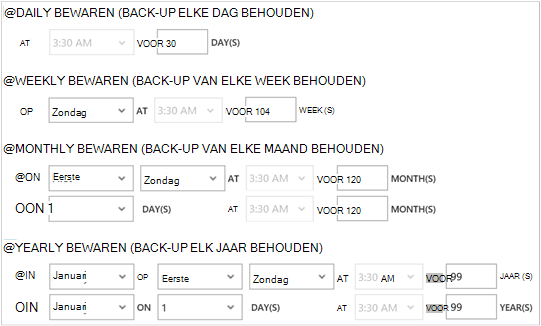 @DAILY BEWAREN (BACK-UP ELKE DAG BEHOUDEN)
AT 3:30 AM VOOR 30 DAY(S)
@WEEKLY BEWAREN (BACK-UP VAN ELKE WEEK BEHOUDEN)
OP Zondag AT 3:30 AM VOOR 104 WEEK (S)
@MONTHLY BEWAREN (BACK-UP VAN ELKE MAAND BEHOUDEN)
@ON Eerste Zondag AT 3:30 AM VOOR 120 MONTH(S)
OON 1 DAY(S) AT 3:30 AM VOOR 120 MONTH(S)
@YEARLY BEWAREN (BACK-UP ELK JAAR BEHOUDEN)
@IN Januari OP Eerste Zondag AT 3:30 AM VOOR 99 JAAR (S)
OIN Januari ON 1 DAY(S) AT 3:30 AM VOOR 99 YEAR(S)